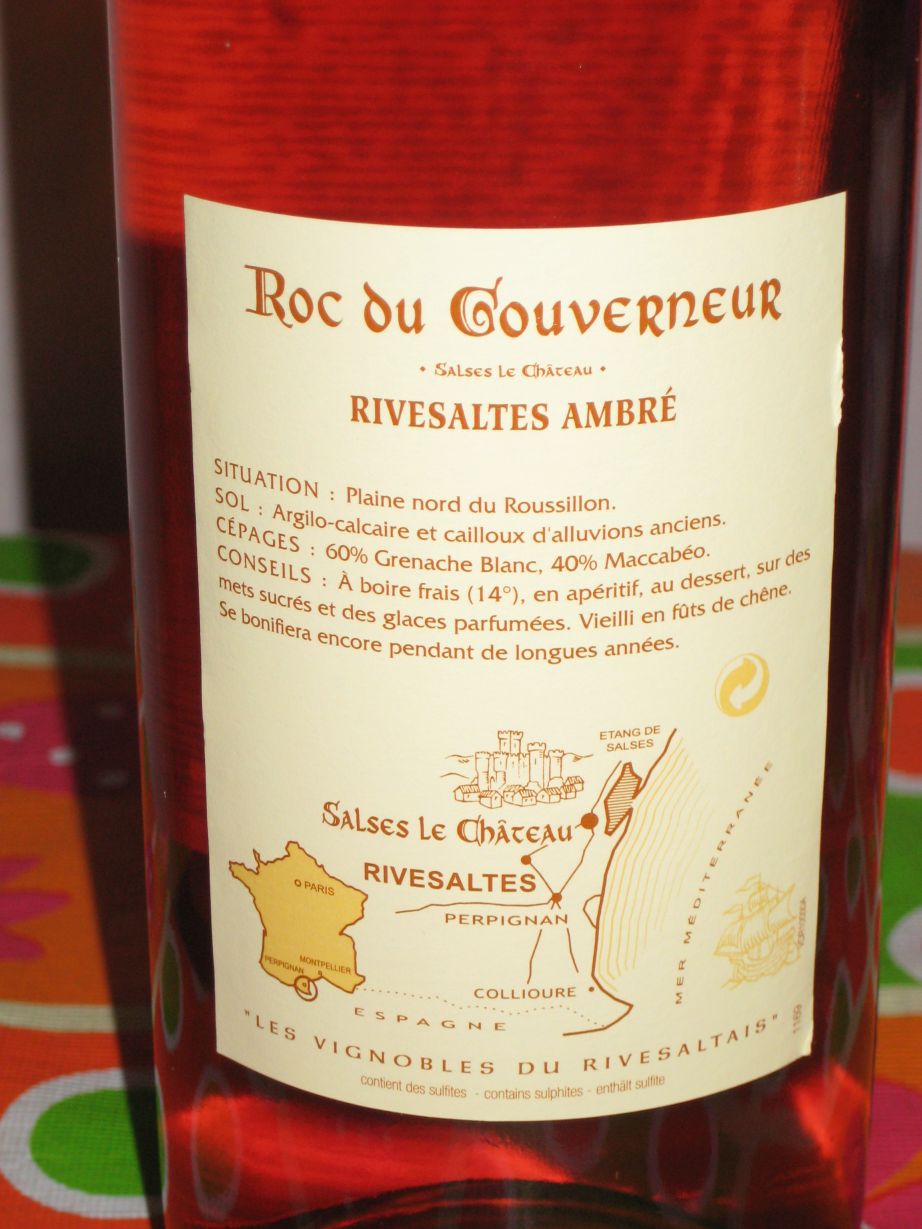 Roc du Gouverneur
• Salses le Château •
RIVESALTES AMBRÉ
SITUATION : Plaine nord du Roussillon.
SOL : Argilo-calcaire et cailloux d'alluvions anciens.
CÉPAGES : 60% Grenache Blanc, 40% Maccabéo.
CONSEILS : À boire frais (14°), en apéritif, au dessert, sur des
mets sucrés et des glaces parfumées. Vieilli en fûts de chêne.
Se bonifiera encore pendant de longues années.
ETANG DE
SALSES
Salses le Château
RIVESALTES
PERPIGNAN
COLLIOURE
MER MÉDITERRANÉE
PARIS
MONTPELLIER
PERPIGNAN
ESPAGNE
"LES VIGNOBLES DU RIVESALTAIS"
1169
contient des sulfites - contains sulphites - enthält sulfite